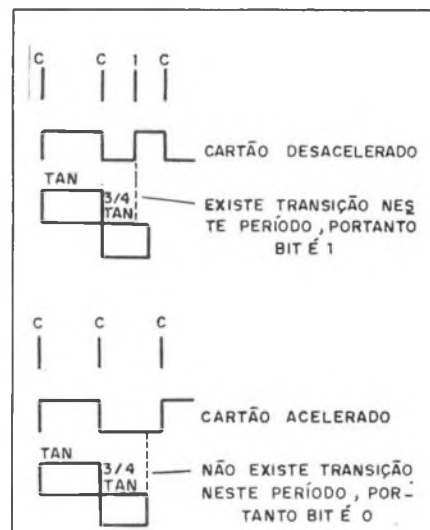 C C 1 C
CARTÃO DESACELERADO
TAN
3/4
TAN
EXISTE TRANSIÇÃO NES
TE PERÍODO, PORTANTO
BIT É 1
C C C
CARTÃO ACELERADO
TAN
3/4
TAN
NÃO EXISTE TRANSIÇÃO
NESTE PERÍODO, POR-
TANTO BIT É 0